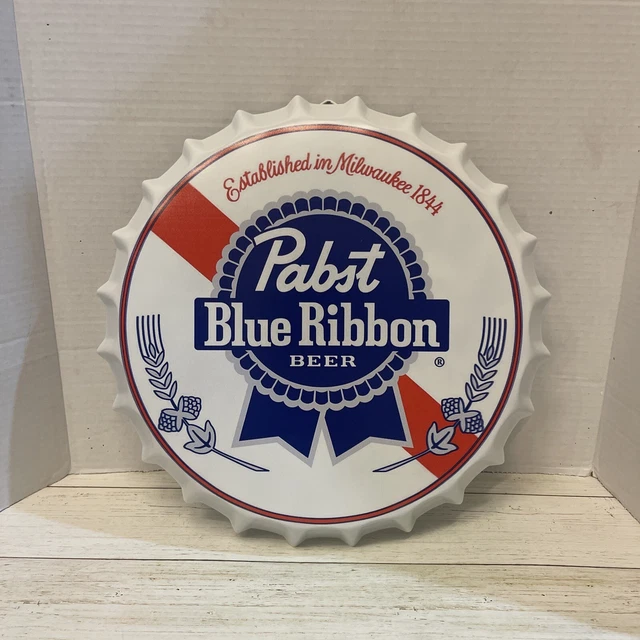 Established in Milwaukee 1844
Pabst
Blue Ribbon
BEER
®